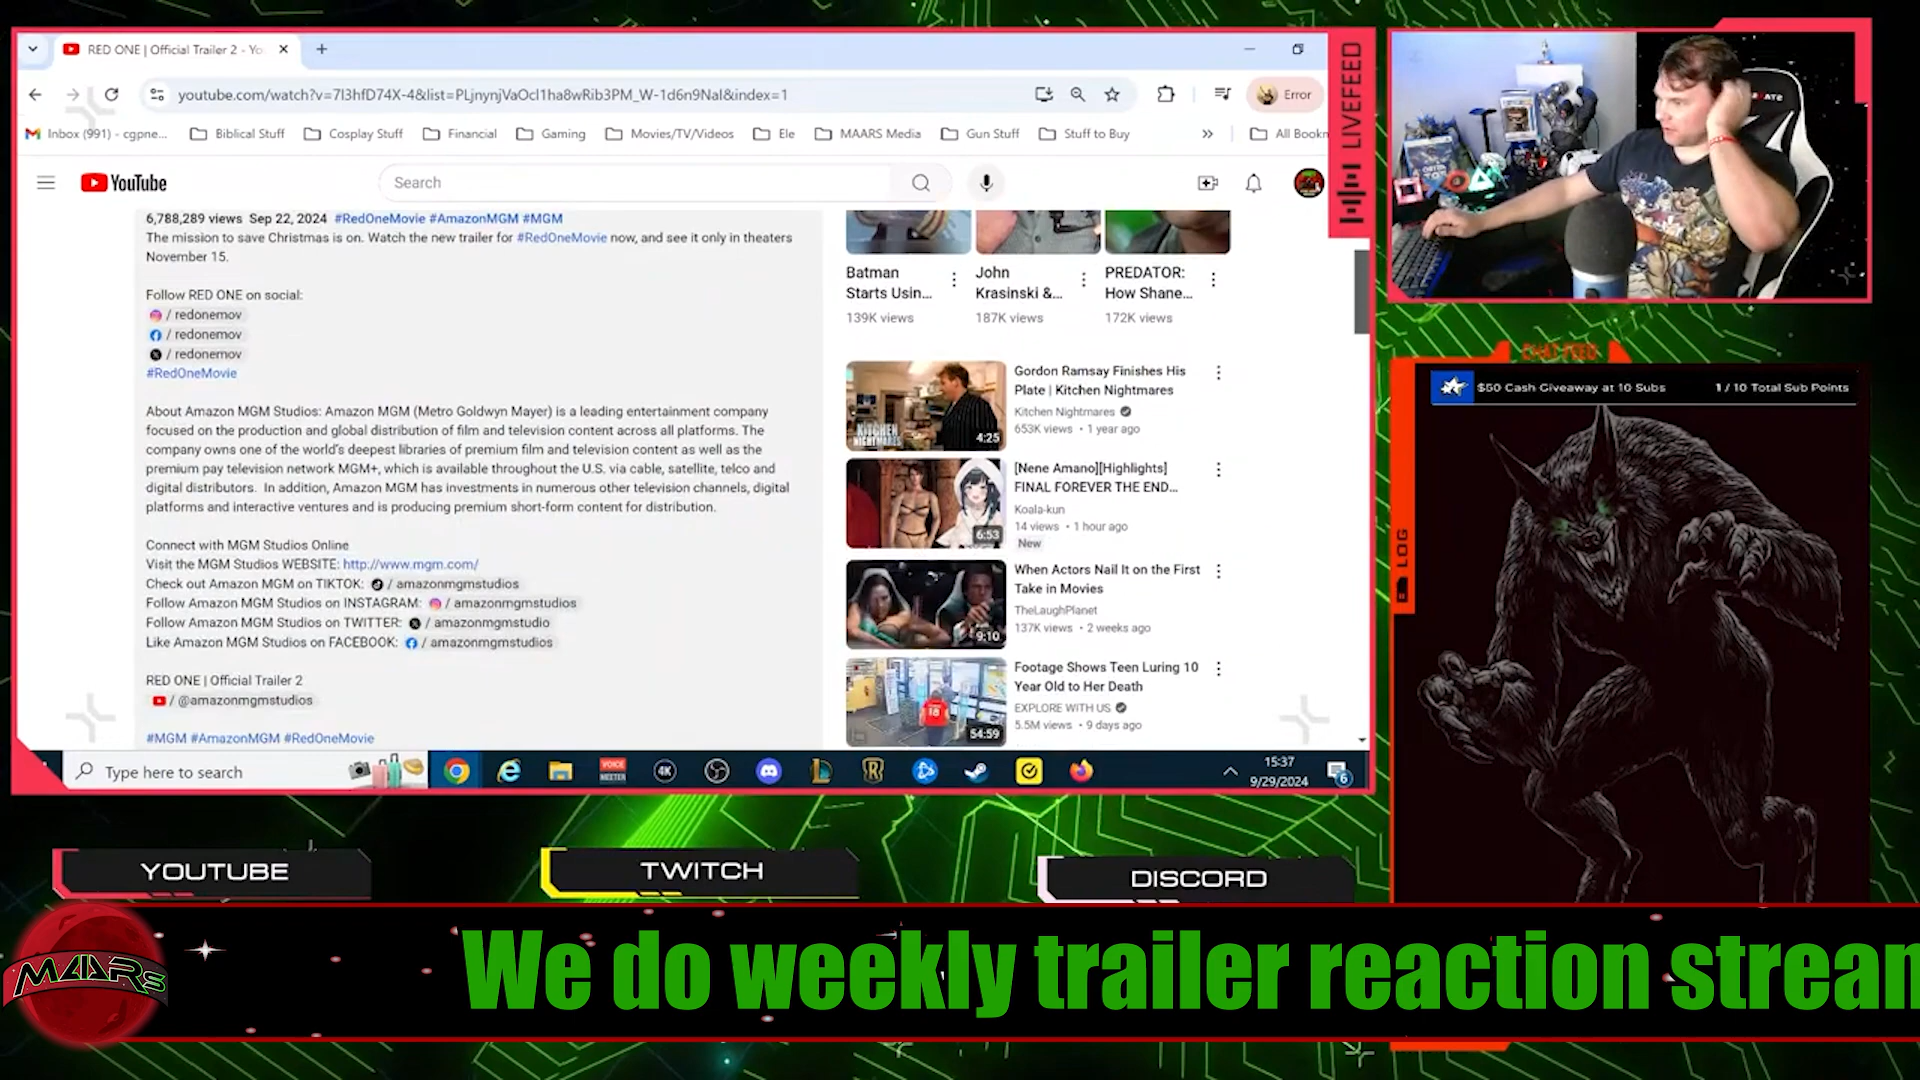 RED ONE | Official Trailer 2 - Yo
youtube.com/watch?v=7l3hfD74X-4&list=PLjnynjVaOcl1ha8wRib3PM_W-1d6n9Nal&index=1
Error
Inbox (991) - cgpne...
Biblical Stuff
Cosplay Stuff
Financial
Gaming
Movies/TV/Videos
Ele
MAARS Media
Gun Stuff
Stuff to Buy
»
All Bookm
YouTube
Search
6,788,289 views Sep 22, 2024 #RedOneMovie #AmazonMGM #MGM
The mission to save Christmas is on. Watch the new trailer for #RedOneMovie now, and see it only in theaters
November 15.
Follow RED ONE on social:
/ redonemov
/ redonemov
/ redonemov
#RedOneMovie
About Amazon MGM Studios: Amazon MGM (Metro Goldwyn Mayer) is a leading entertainment company
focused on the production and global distribution of film and television content across all platforms. The
company owns one of the world's deepest libraries of premium film and television content as well as the
premium pay television network MGM+, which is available throughout the U.S. via cable, satellite, telco and
digital distributors. In addition, Amazon MGM has investments in numerous other television channels, digital
platforms and interactive ventures and is producing premium short-form content for distribution.
Connect with MGM Studios Online
Visit the MGM Studios WEBSITE: http://www.mgm.com/
Check out Amazon MGM on TIKTOK: / amazonmgmstudios
Follow Amazon MGM Studios on INSTAGRAM: / amazonmgmstudios
Follow Amazon MGM Studios on TWITTER: / amazonmgmstudio
Like Amazon MGM Studios on FACEBOOK: / amazonmgmstudios
RED ONE | Official Trailer 2
/ @amazonmgmstudios
#MGM #AmazonMGM #RedOneMovie
Batman
Starts Usin...
139K views
John
Krasinski &...
187K views
PREDATOR:
How Shane...
172K views
KITCHEN
NIGHTMARES
4:25
Gordon Ramsay Finishes His
Plate | Kitchen Nightmares
Kitchen Nightmares
653K views • 1 year ago
6:53
[Nene Amano][Highlights]
FINAL FOREVER THE END...
Koala-kun
14 views • 1 hour ago
New
9:10
When Actors Nail It on the First
Take in Movies
TheLaughPlanet
137K views • 2 weeks ago
18
54:59
Footage Shows Teen Luring 10
Year Old to Her Death
EXPLORE WITH US
5.5M views • 9 days ago
Type here to search
VOICE
MEETER
4K
15:37
9/29/2024
6
LIVEFEED
CHAT FEED
$50 Cash Giveaway at 10 Subs
1 / 10 Total Sub Points
LOG
YOUTUBE
TWITCH
DISCORD
MAARS
We do weekly trailer reaction strean